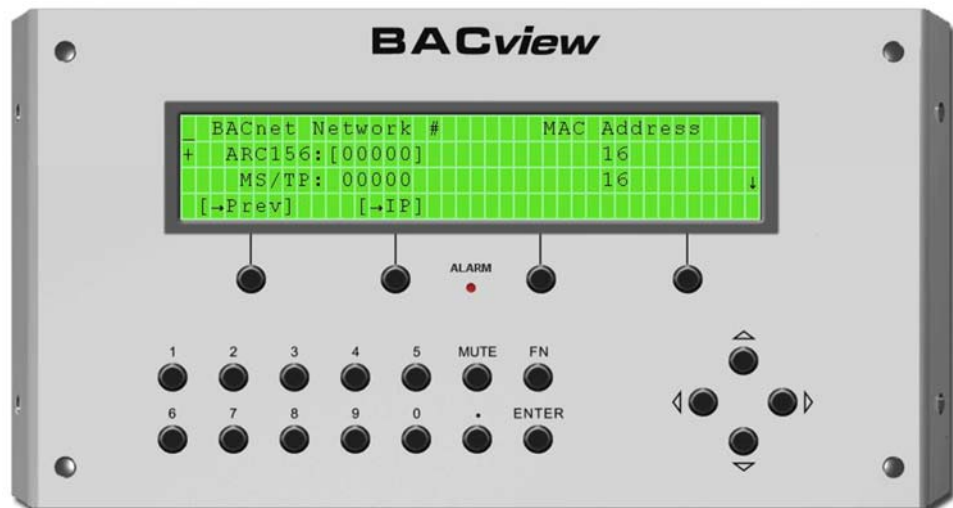 BACview
_ BACnet Network # MAC Address
+ ARC156:[00000] 16
MS/TP: 00000 16 ↓
[→Prev] [→IP]
ALARM
1 2 3 4 5 MUTE FN
6 7 8 9 0 . ENTER